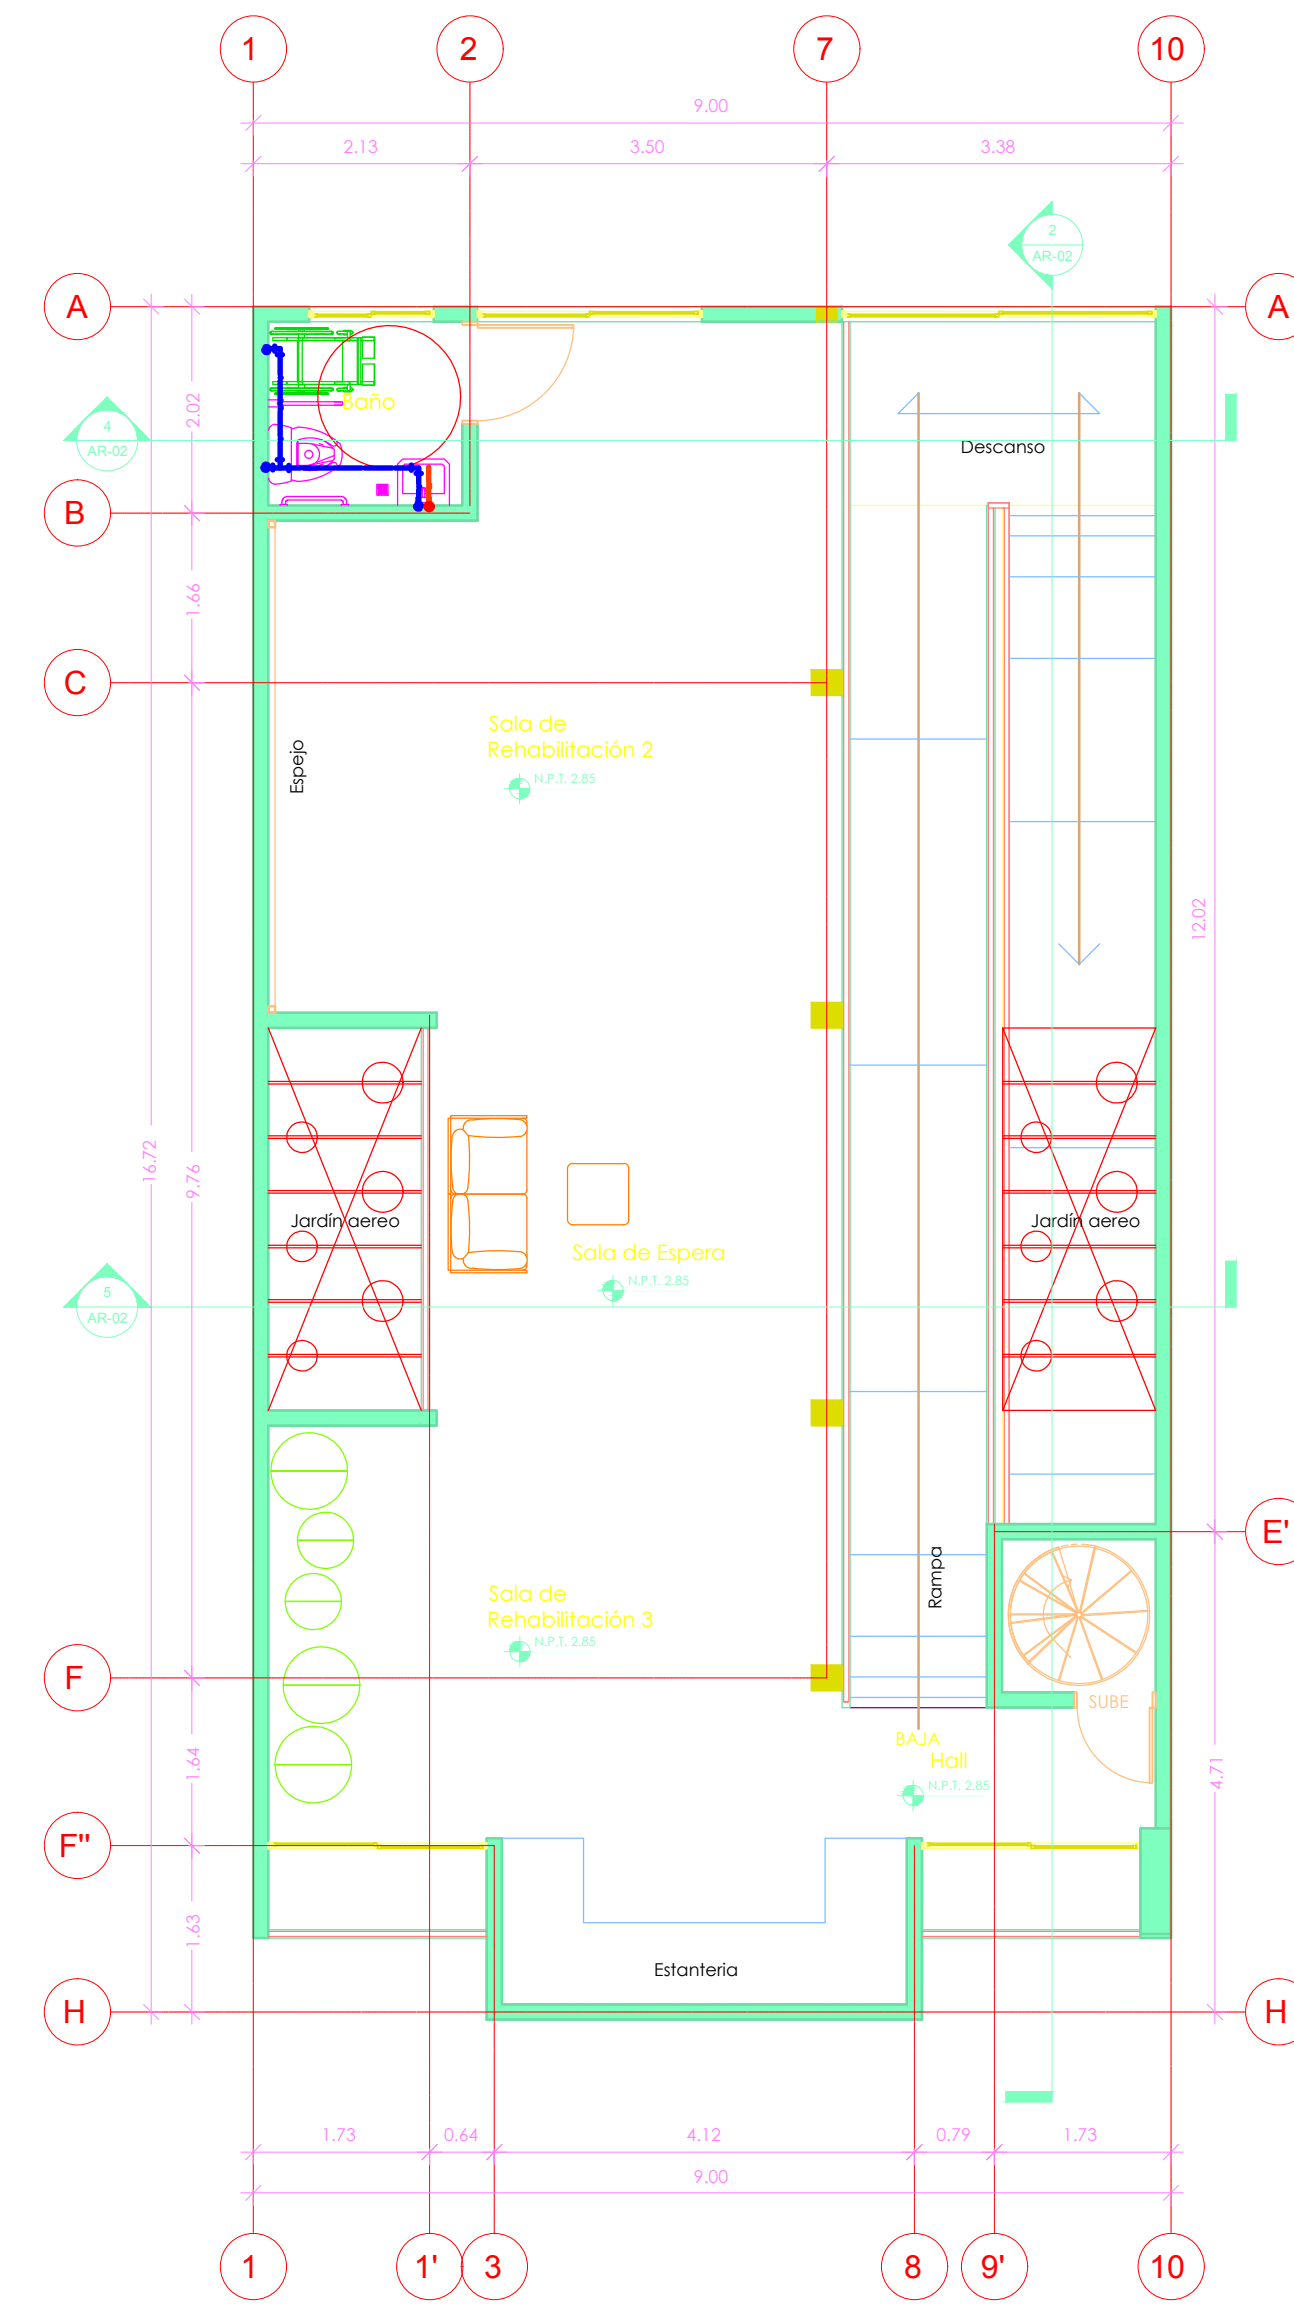 1
2
7
10
9.00
2.13
3.50
3.38
2
AR-02
A
A
2.02
Baño
4
AR-02
Descanso
B
1.66
C
Sala de
Rehabilitación 2
N.P.T. 2.85
Espejo
12.02
16.72
9.76
Jardín aereo
Jardín aereo
Sala de Espera
N.P.T. 2.85
5
AR-02
E'
Rampa
Sala de
Rehabilitación 3
N.P.T. 2.85
F
SUBE
BAJA
Hall
N.P.T. 2.85
1.64
4.71
F''
1.63
Estanteria
H
H
1.73
0.64
4.12
0.79
1.73
9.00
1
1'
3
8
9'
10